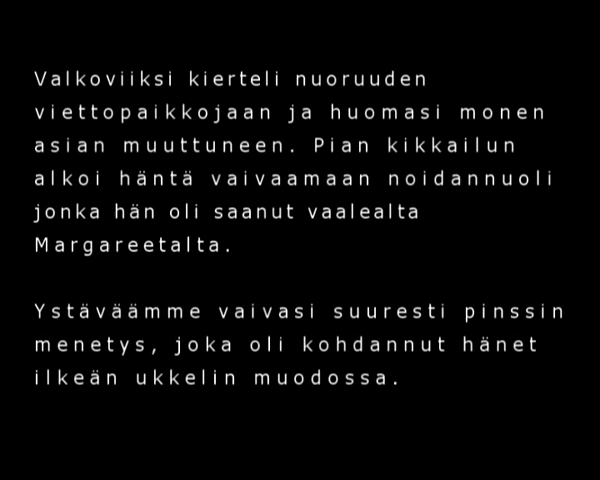 Valkoviiksi kierteli nuoruuden
viettopaikkojaan ja huomasi monen
asian muuttuneen. Pian kikkailun
alkoi häntä vaivaamaan noidannuoli
jonka hän oli saanut vaalealta
Margareetalta.
Ystäväämme vaivasi suuresti pinssin
menetys, joka oli kohdannut hänet
ilkeän ukkelin muodossa.